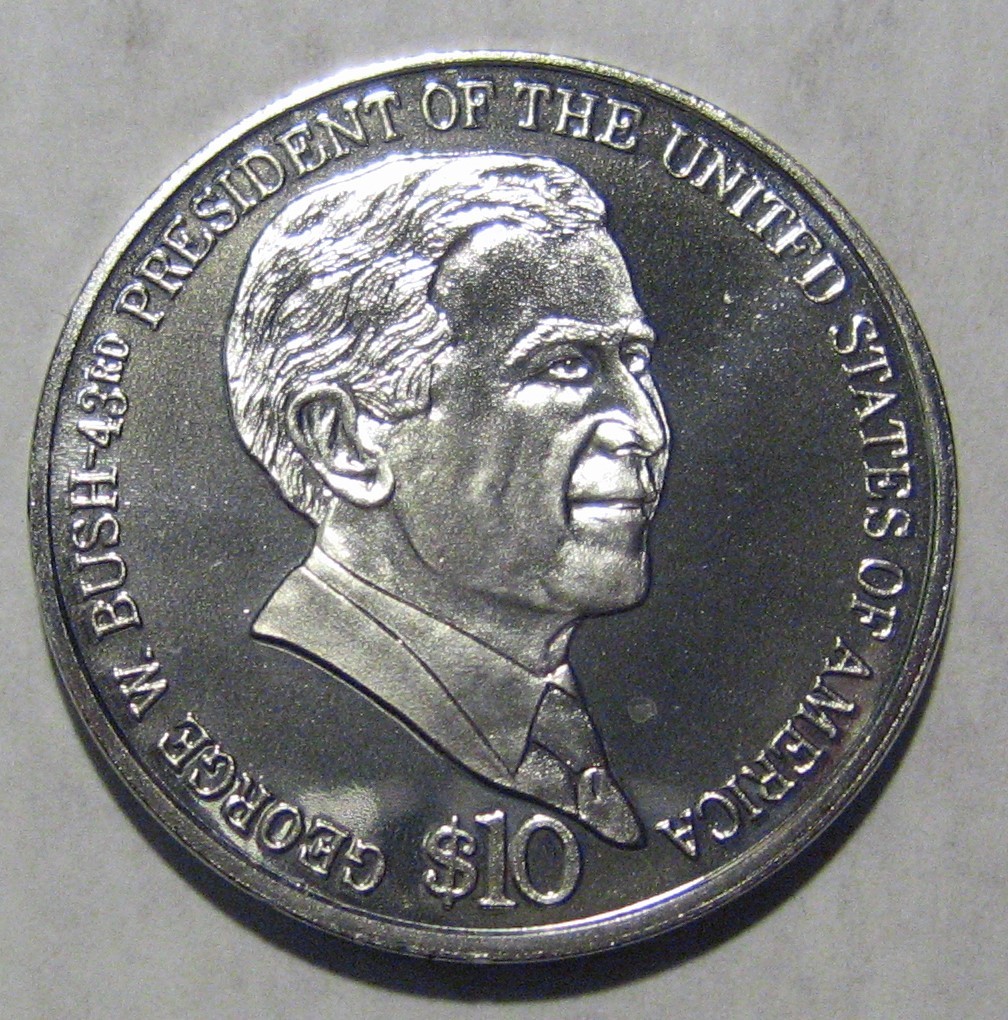 GEORGE W. BUSH-43RD PRESIDENT OF THE UNITED STATES OF AMERICA
$10